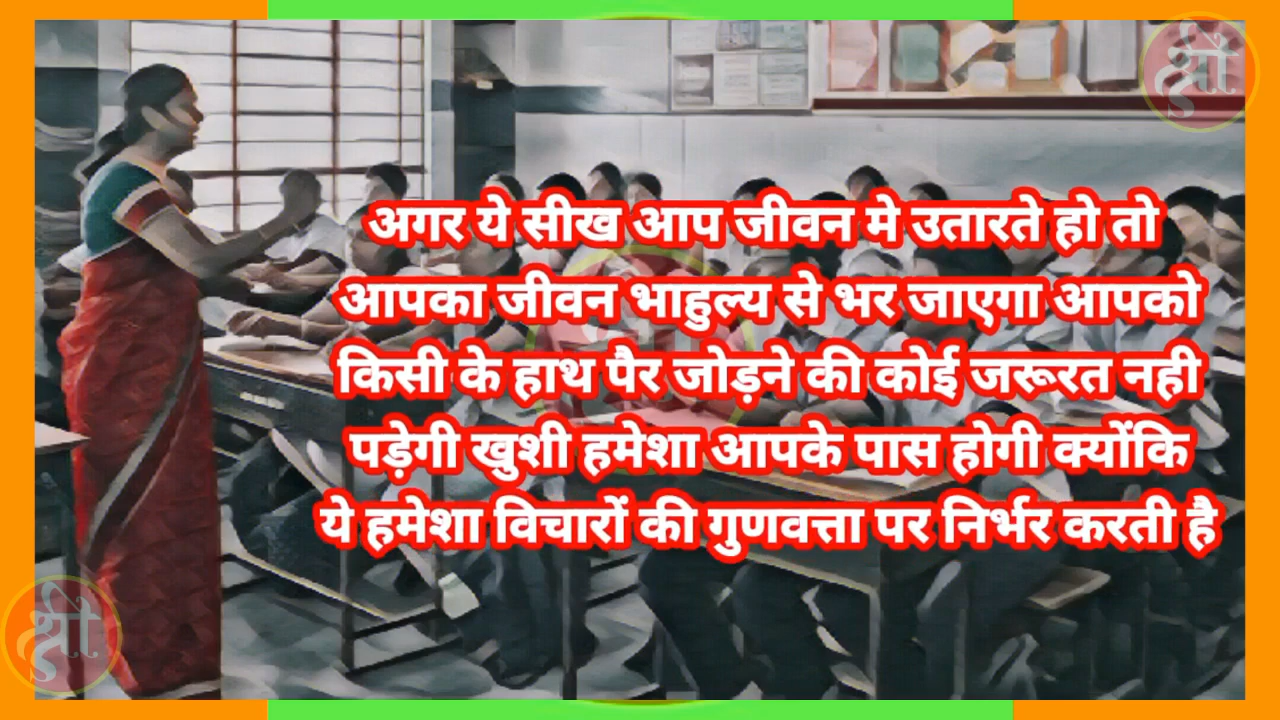 अगर ये सीख आप जीवन मे उतारते हो तो
आपका जीवन भाहुल्य से भर जाएगा आपको
किसी के हाथ पैर जोड़ने की कोई जरूरत नही
पड़ेगी खुशी हमेशा आपके पास होगी क्योंकि
ये हमेशा विचारों की गुणवत्ता पर निर्भर करती है
श्री
श्री